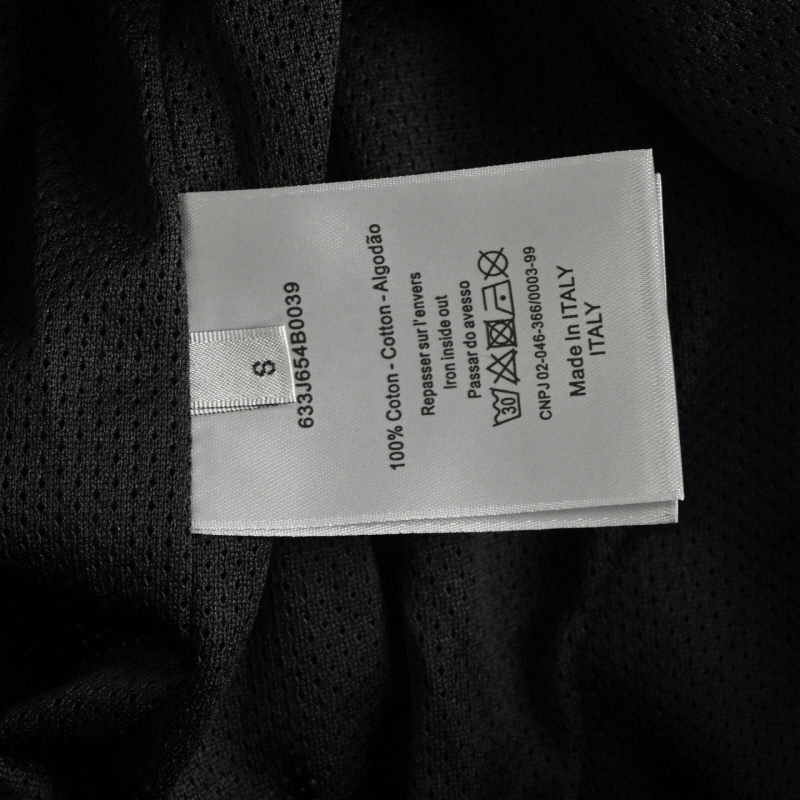 S
633J654B0039
100% Coton - Cotton - Algodão
Repasser sur l'envers
Iron inside out
Passar do avesso
30
CNPJ 02-046-366/0003-99
Made In ITALY
ITALY